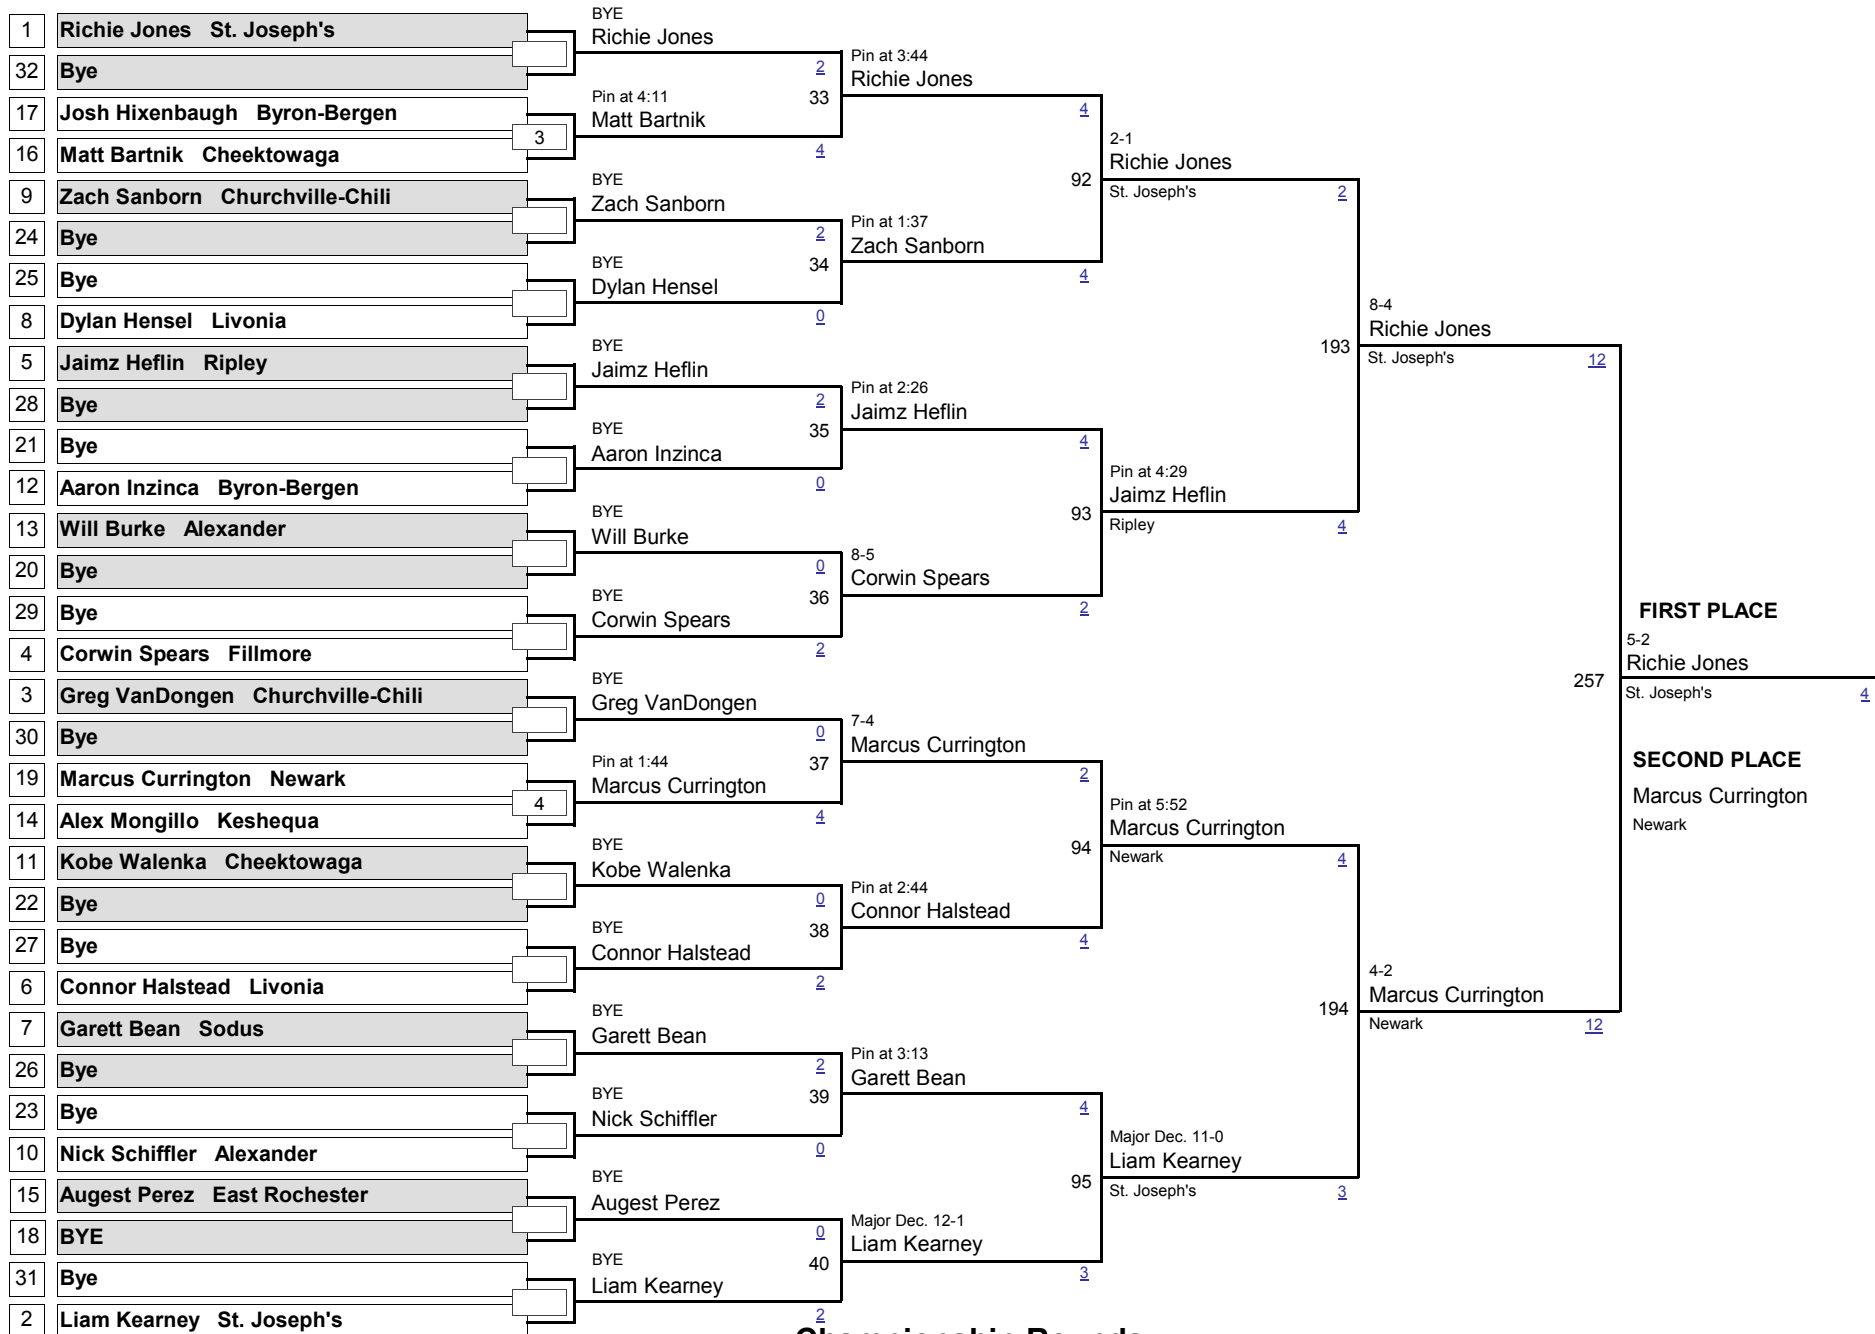 1 Richie Jones St. Joseph's
32 Bye
17 Josh Hixenbaugh Byron-Bergen
3
16 Matt Bartnik Cheektowaga
9 Zach Sanborn Churchville-Chili
24 Bye
25 Bye
8 Dylan Hensel Livonia
5 Jaimz Heflin Ripley
28 Bye
21 Bye
12 Aaron Inzinca Byron-Bergen
13 Will Burke Alexander
20 Bye
29 Bye
4 Corwin Spears Fillmore
3 Greg VanDongen Churchville-Chili
30 Bye
19 Marcus Currington Newark
4
14 Alex Mongillo Keshequa
11 Kobe Walenka Cheektowaga
22 Bye
27 Bye
6 Connor Halstead Livonia
7 Garett Bean Sodus
26 Bye
23 Bye
10 Nick Schiffler Alexander
15 Augest Perez East Rochester
18 BYE
31 Bye
2 Liam Kearney St. Joseph's
BYE
Richie Jones
2
Pin at 4:11
33
Matt Bartnik
4
BYE
Zach Sanborn
2
BYE
34
Dylan Hensel
0
BYE
Jaimz Heflin
2
BYE
35
Aaron Inzinca
0
BYE
Will Burke
0
BYE
36
Corwin Spears
2
BYE
Greg VanDongen
0
Pin at 1:44
37
Marcus Currington
4
BYE
Kobe Walenka
0
BYE
38
Connor Halstead
2
BYE
Garett Bean
2
BYE
39
Nick Schiffler
0
BYE
Augest Perez
0
BYE
40
Liam Kearney
2
Pin at 3:44
Richie Jones
4
92
Pin at 1:37
Zach Sanborn
4
Pin at 2:26
Jaimz Heflin
4
93
8-5
Corwin Spears
2
7-4
Marcus Currington
2
94
Pin at 2:44
Connor Halstead
4
Pin at 3:13
Garett Bean
4
95
Major Dec. 12-1
Liam Kearney
3
2-1
Richie Jones
St. Joseph's
2
193
Pin at 4:29
Jaimz Heflin
Ripley
4
Pin at 5:52
Marcus Currington
Newark
4
194
Major Dec. 11-0
Liam Kearney
St. Joseph's
3
8-4
Richie Jones
St. Joseph's
12
257
4-2
Marcus Currington
Newark
12
FIRST PLACE
5-2
Richie Jones
St. Joseph's
4
SECOND PLACE
Marcus Currington
Newark
Championship Rounds